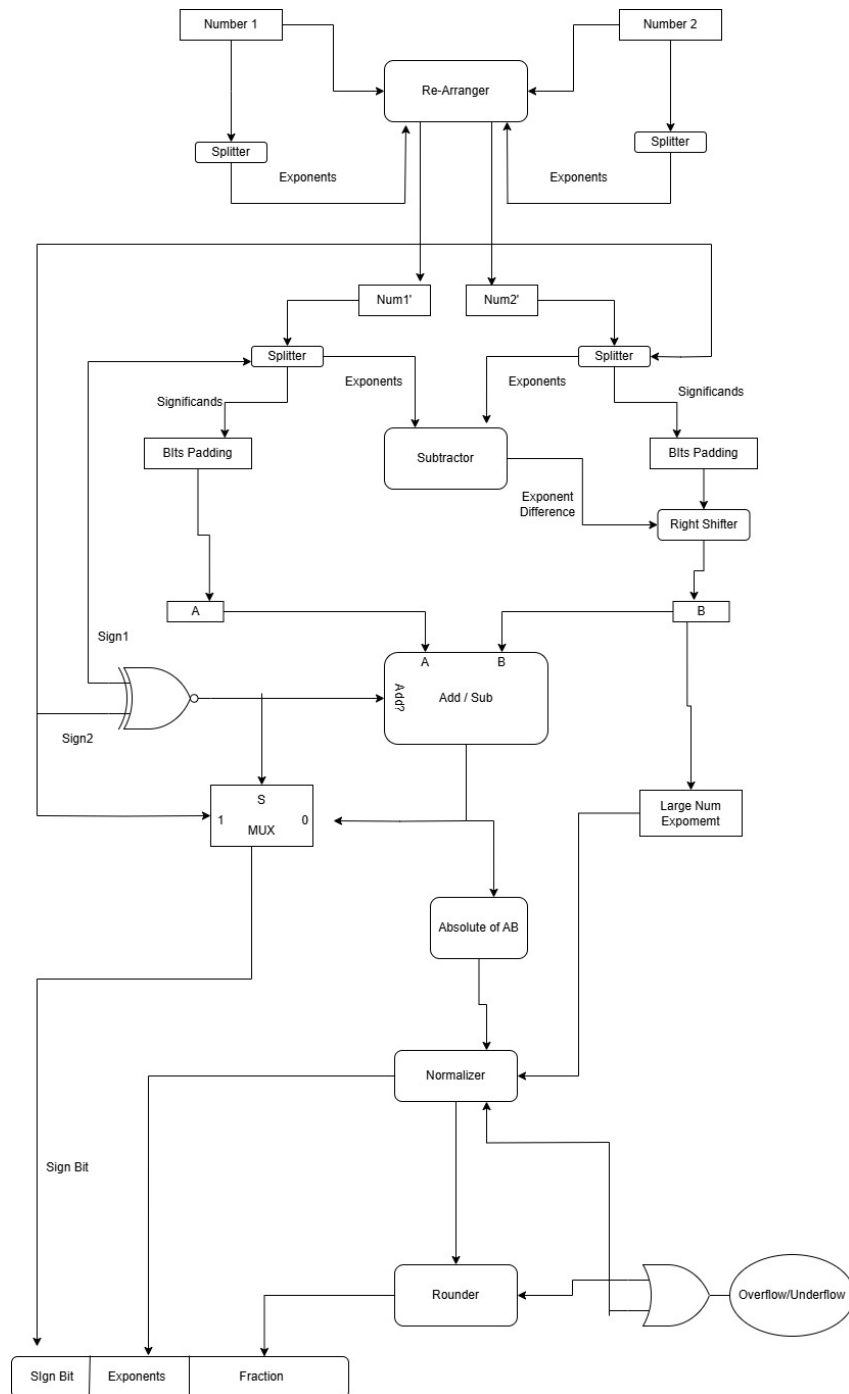 Number 1
Number 2
Re-Arranger
Splitter
Splitter
Exponents
Exponents
Num1'
Num2'
Splitter
Splitter
Exponents
Exponents
Significands
Significands
BIts Padding
Subtractor
BIts Padding
Exponent
Difference
Right Shifter
A
B
Sign1
A
B
Add?
Add / Sub
Sign2
S
1
0
MUX
Large Num
Expomemt
Absolute of AB
Normalizer
Sign Bit
Rounder
Overflow/Underflow
SIgn Bit
Exponents
Fraction